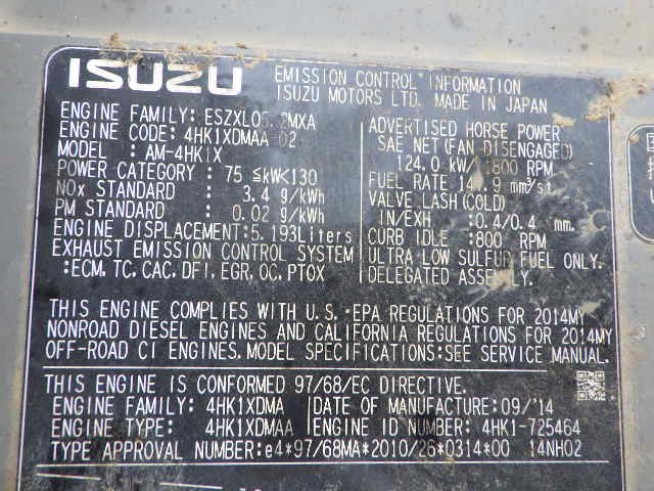 ISUZU
EMISSION CONTROL INFORMATION
ISUZU MOTORS LTD. MADE IN JAPAN
ENGINE FAMILY:
ENGINE CODE: 4HK1XDMAA-02
MODEL : AM-4HK1X
POWER CATEGORY : 75 ≦kW<130
NOx STANDARD : 3.4 g/kWh
PM STANDARD : 0.02 g/kWh
ENGINE DISPLACEMENT:5.193Liters
EXHAUST EMISSION CONTROL SYSTEM
:ECM, TC, CAC, DFI, EGR, OC, PTOX
ADVERTISED HORSE POWER
SAE NET(FAN DISENGAGED)
124.0 kW/1800 RPM
FUEL RATE mm³/st
VALVE LASH(COLD)
IN/EXH :0.4/0.4 mm.
CURB IDLE :800 RPM
ULTRA LOW SULFUR FUEL ONLY.
DELEGATED ASSEMBLY.
THIS ENGINE COMPLIES WITH U.S. EPA REGULATIONS FOR 2014MY
NONROAD DIESEL ENGINES AND CALIFORNIA REGULATIONS FOR 2014MY
OFF-ROAD CI ENGINES. MODEL SPECIFICATIONS:SEE SERVICE MANUAL.
THIS ENGINE IS CONFORMED 97/68/EC DIRECTIVE.
ENGINE FAMILY: 4HK1XDMA
DATE OF MANUFACTURE:09/'14
ENGINE TYPE: 4HK1XDMAA
ENGINE ID NUMBER: 4HK1-725464
TYPE APPROVAL NUMBER:e4*97/68MA*2010/26*0314*00 14NH02